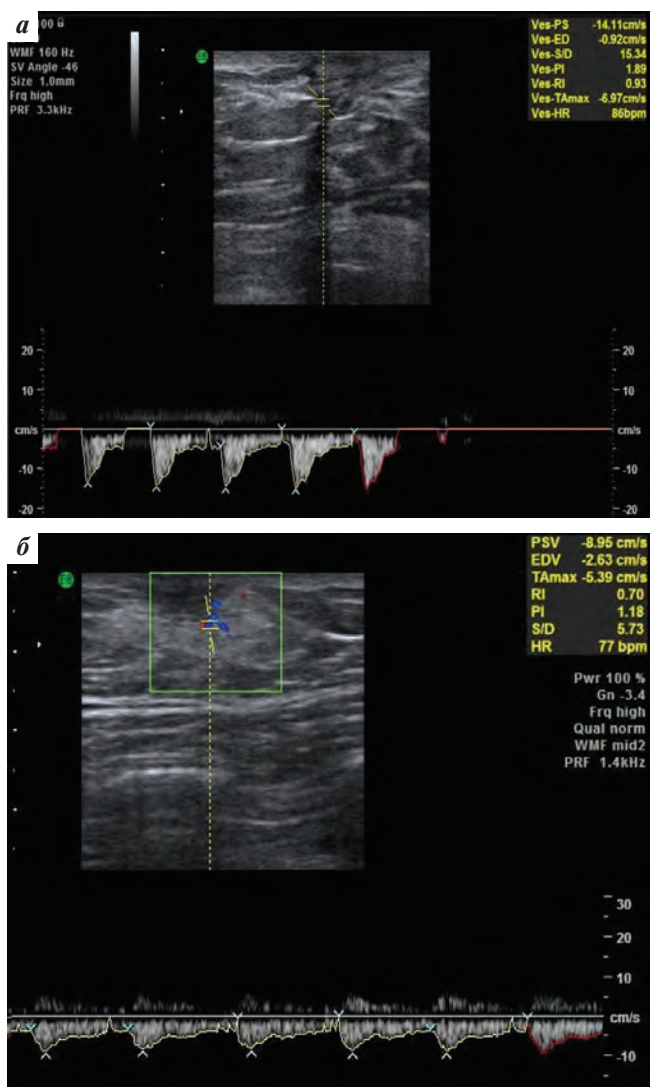 а
100
WMF 160 Hz
SV Angle -46
Size 1.0mm
Frq high
PRF 3.3kHz
Ves-PS -14.11cm/s
Ves-ED -0.92cm/s
Ves-S/D 15.34
Ves-PI 1.89
Ves-RI 0.93
Ves-TAmax -6.97cm/s
Ves-HR 86bpm
20 20
10 10
cm/s cm/s
-10 -10
-20 -20
б
PSV -8.95 cm/s
EDV -2.63 cm/s
TAmax -5.39 cm/s
RI 0.70
PI 1.18
S/D 5.73
HR 77 bpm
Pwr 100 %
Gn -3.4
Frq high
Qual norm
WMF mid2
PRF 1.4kHz
30
20
10
cm/s
-10